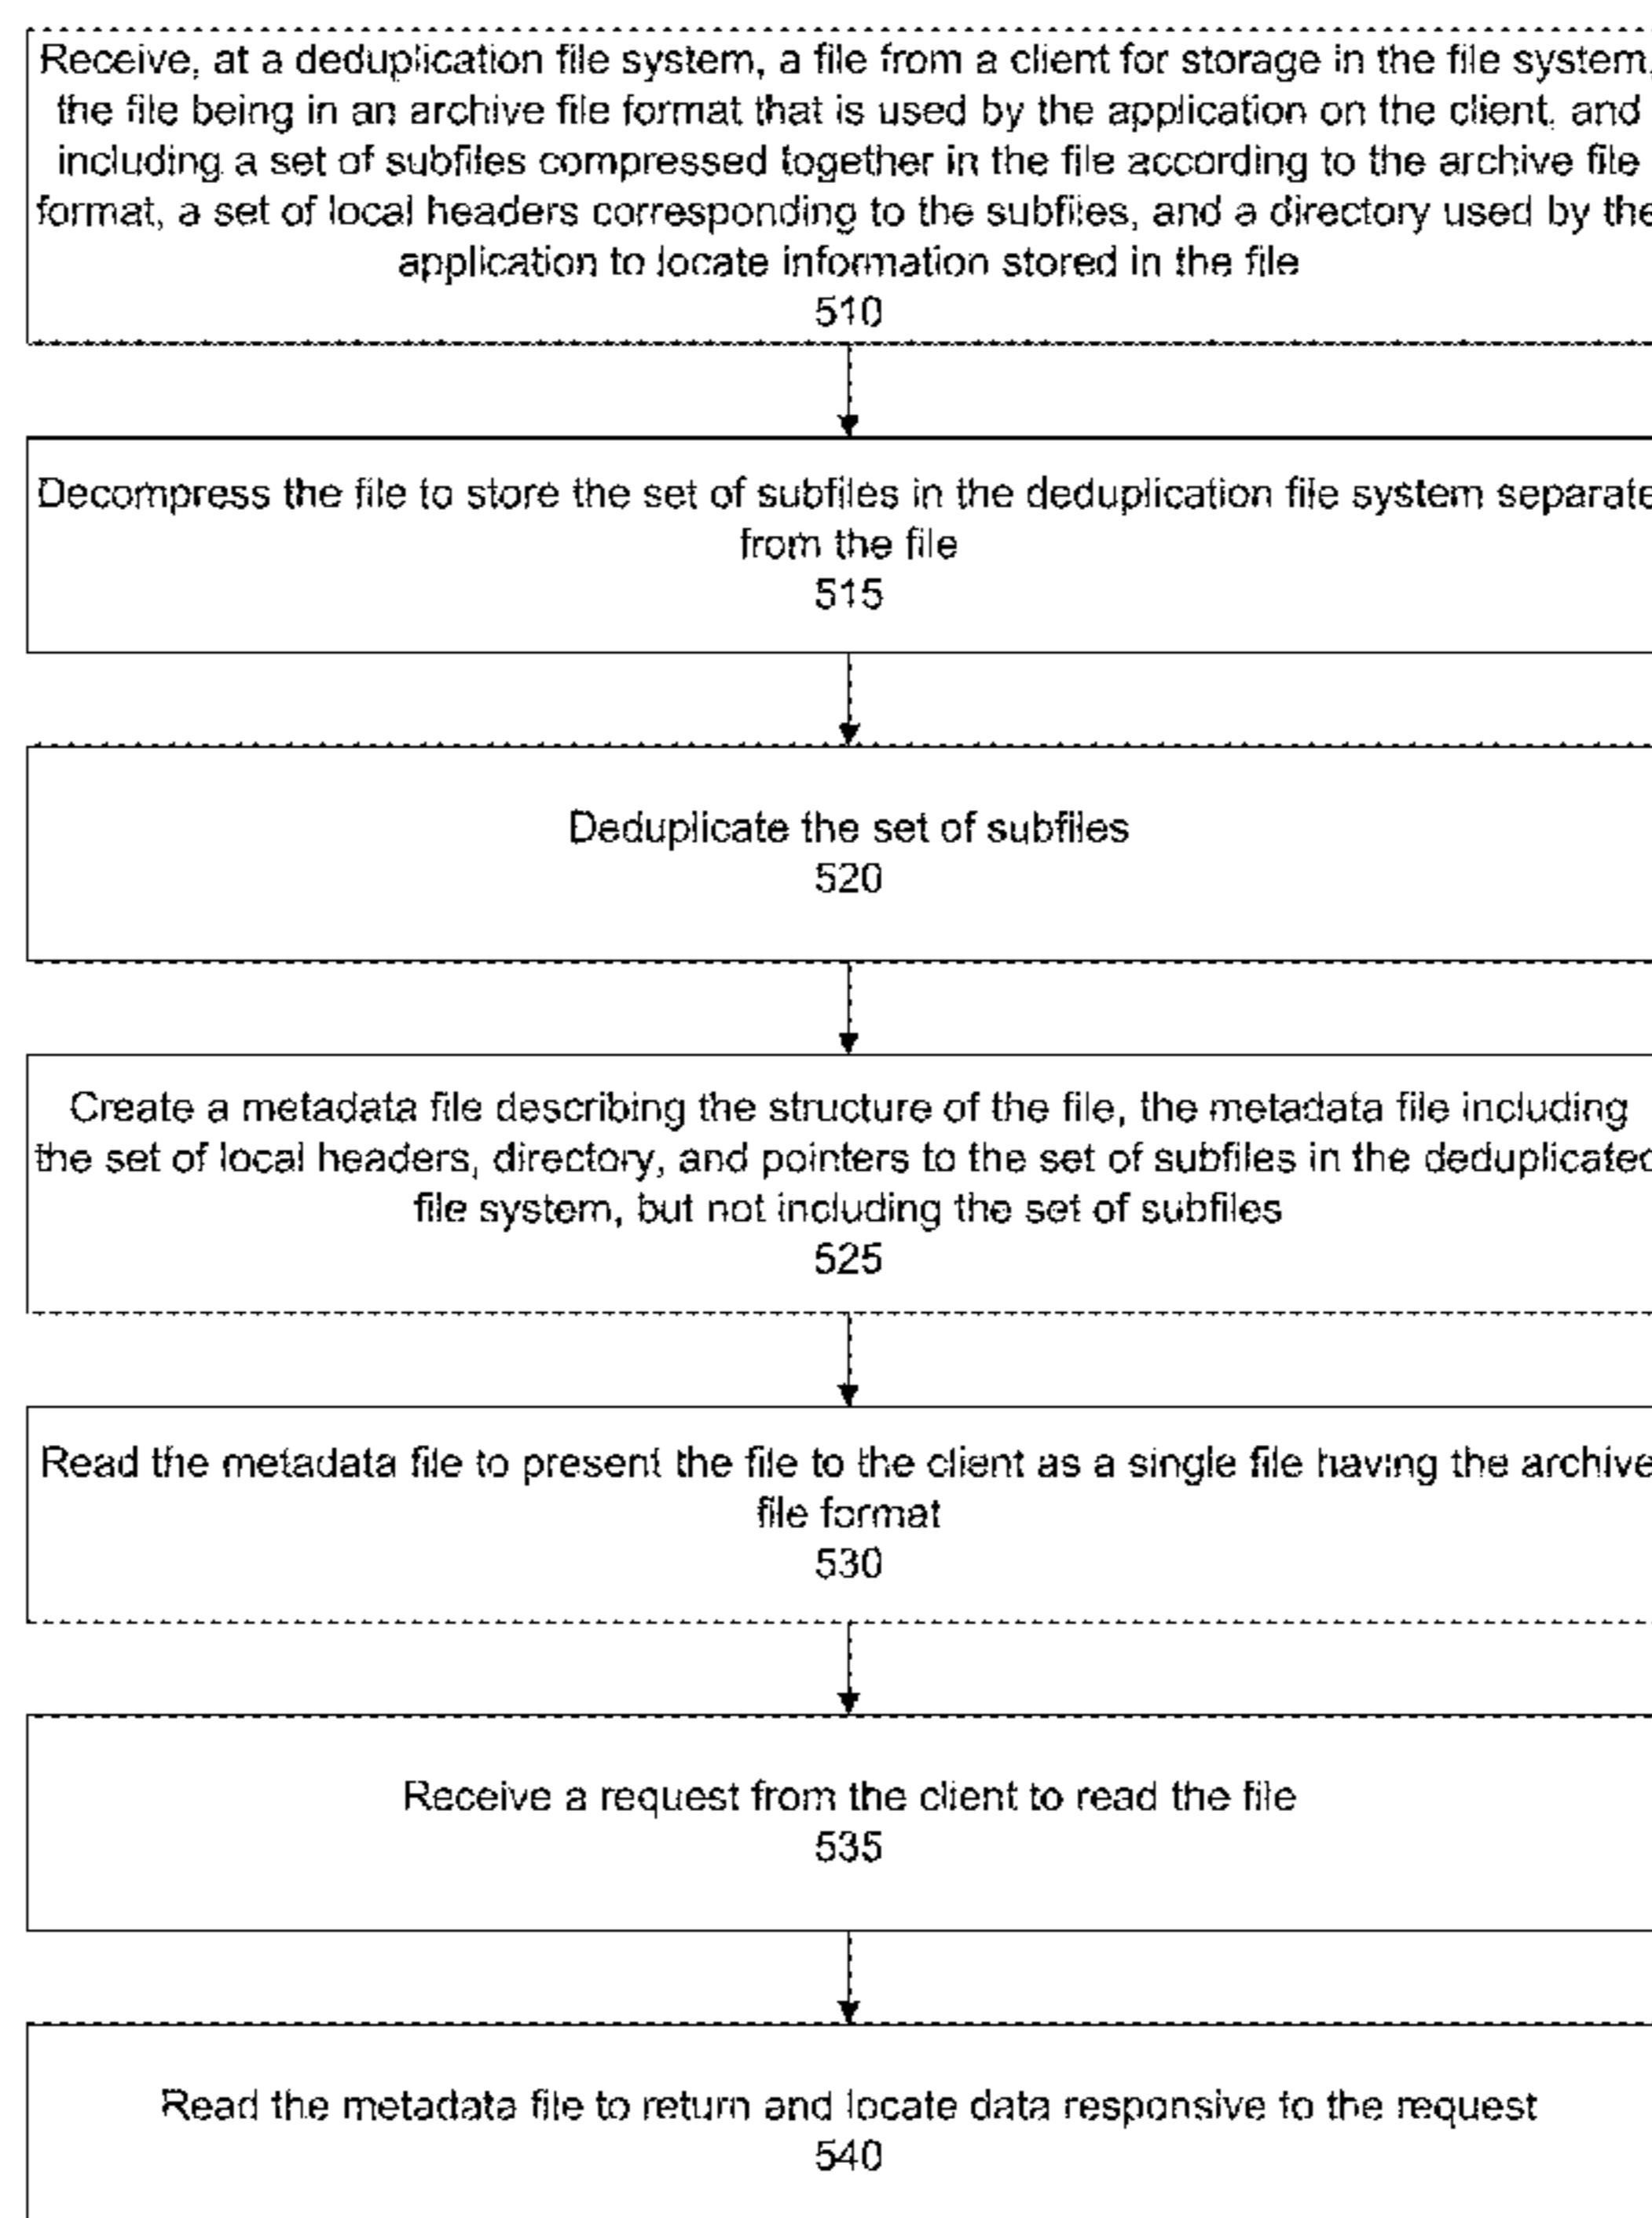 Receive, at a deduplication file system, a file from a client for storage in the file system,
the file being in an archive file format that is used by the application on the client, and
including a set of subfiles compressed together in the file according to the archive file
format, a set of local headers corresponding to the subfiles, and a directory used by the
application to locate information stored in the file
510
Decompress the file to store the set of subfiles in the deduplication file system separate
from the file
515
Deduplicate the set of subfiles
520
Create a metadata file describing the structure of the file, the metadata file including
the set of local headers, directory, and pointers to the set of subfiles in the deduplicated
file system, but not including the set of subfiles
525
Read the metadata file to present the file to the client as a single file having the archive
file format
530
Receive a request from the client to read the file
535
Read the metadata file to return and locate data responsive to the request
540